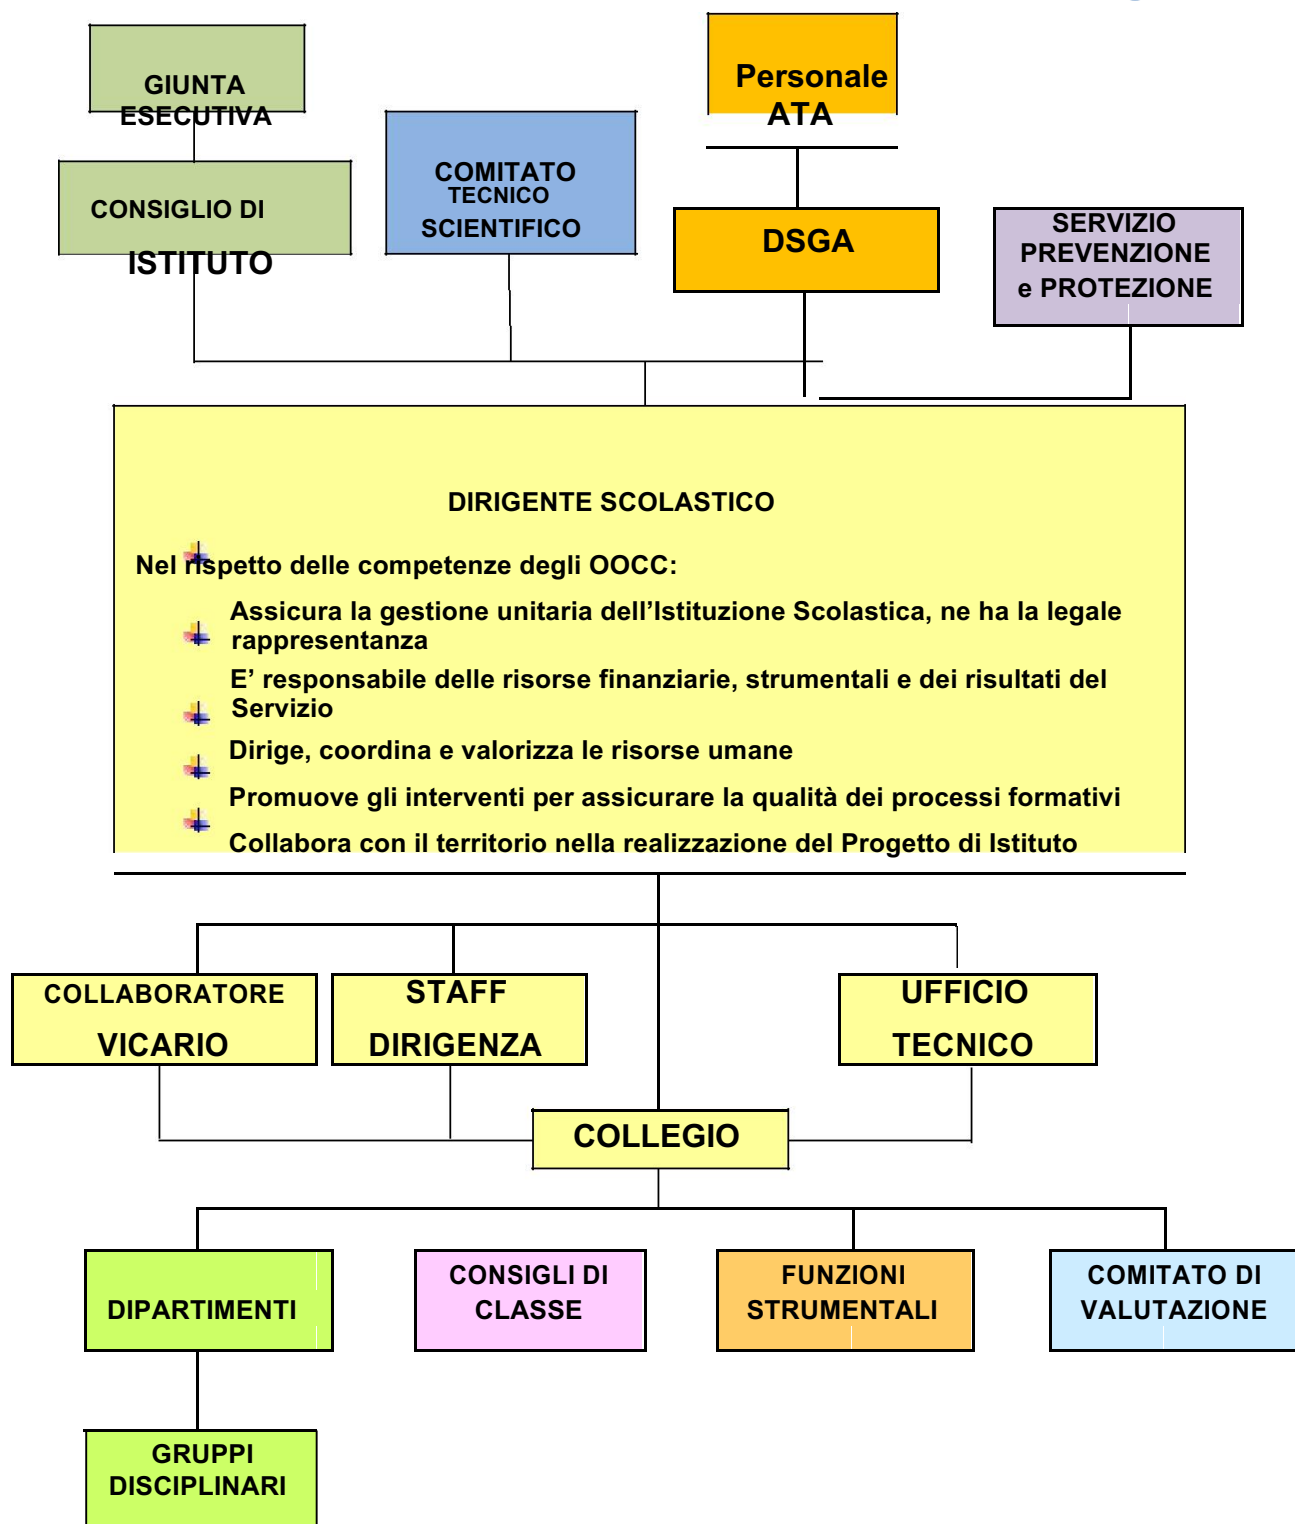 GIUNTA
ESECUTIVA
Personale
ATA
COMITATO
TECNICO
SCIENTIFICO
CONSIGLIO DI
ISTITUTO
DSGA
SERVIZIO
PREVENZIONE
e PROTEZIONE
DIRIGENTE SCOLASTICO
Nel rispetto delle competenze degli OOCC:
Assicura la gestione unitaria dell’Istituzione Scolastica, ne ha la legale
rappresentanza
E’ responsabile delle risorse finanziarie, strumentali e dei risultati del
Servizio
Dirige, coordina e valorizza le risorse umane
Promuove gli interventi per assicurare la qualità dei processi formativi
Collabora con il territorio nella realizzazione del Progetto di Istituto
COLLABORATORE
VICARIO
STAFF
DIRIGENZA
UFFICIO
TECNICO
COLLEGIO
DIPARTIMENTI
CONSIGLI DI
CLASSE
FUNZIONI
STRUMENTALI
COMITATO DI
VALUTAZIONE
GRUPPI
DISCIPLINARI